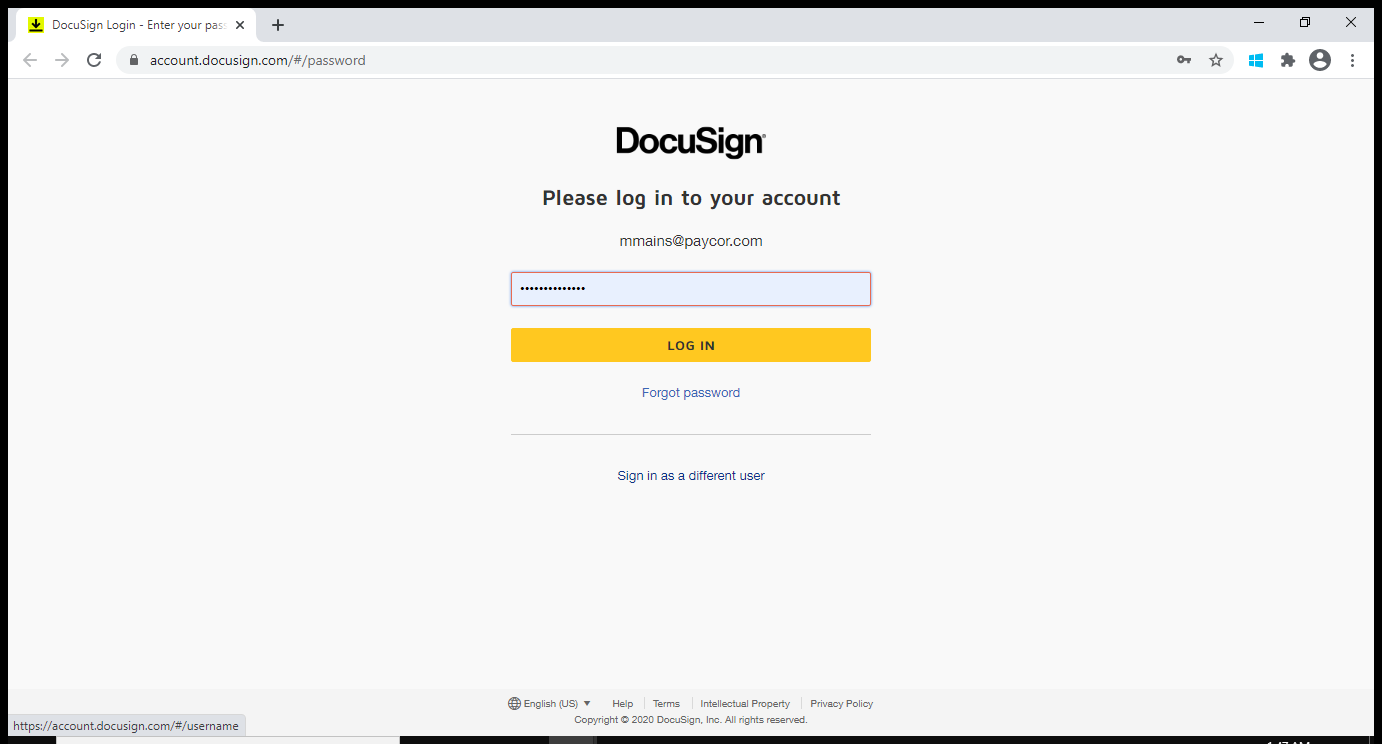 DocuSign Login - Enter your pas
account.docusign.com/#/password
DocuSign
Please log in to your account
mmains@paycor.com
••••••••••••••
LOG IN
Forgot password
Sign in as a different user
English (US) Help Terms Intellectual Property Privacy Policy
Copyright © 2020 DocuSign, Inc. All rights reserved.
https://account.docusign.com/#/username